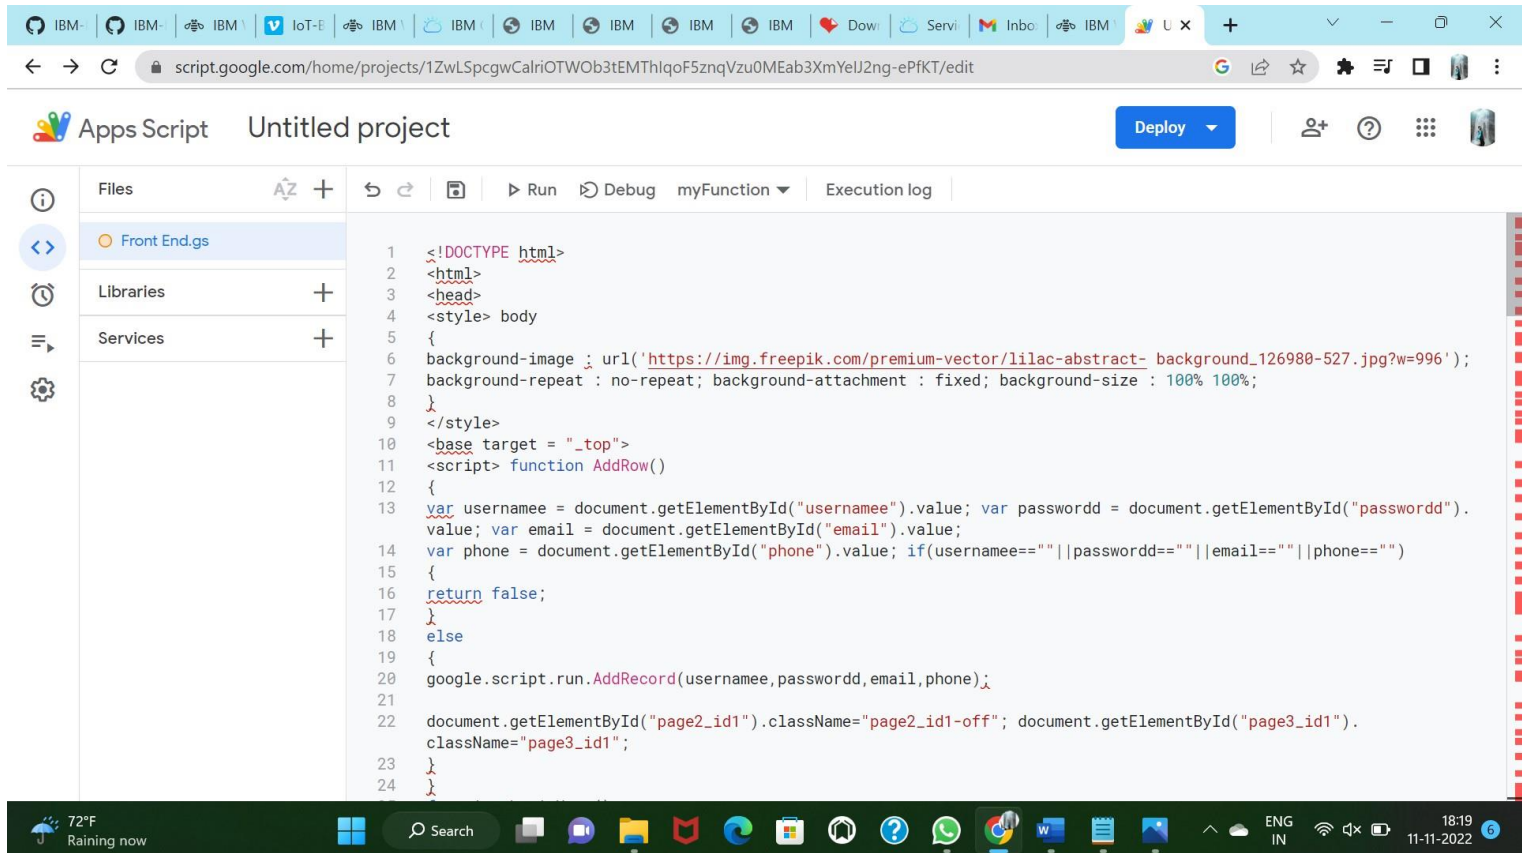 IBM- IBM- IBM W IoT-B IBM W IBM IBM IBM IBM IBM Dow Servi Inbo IBM U
script.google.com/home/projects/1ZwLSpcgwCalriOTWOb3tEMThIqoF5znqVzu0MEab3XmYeIJ2ng-ePfKT/edit
Apps Script Untitled project Deploy
Files AZ Run Debug myFunction Execution log
Front End.gs
Libraries
Services
1 <!DOCTYPE html>
2 <html>
3 <head>
4 <style> body
5 {
6 background-image : url('https://img.freepik.com/premium-vector/lilac-abstract- background_126980-527.jpg?w=996');
7 background-repeat : no-repeat; background-attachment : fixed; background-size : 100% 100%;
8 }
9 </style>
10 <base target = "_top">
11 <script> function AddRow()
12 {
13 var usernamee = document.getElementById("usernamee").value; var passwordd = document.getElementById("passwordd").
value; var email = document.getElementById("email").value;
14 var phone = document.getElementById("phone").value; if(usernamee==""||passwordd==""||email==""||phone=="")
15 {
16 return false;
17 }
18 else
19 {
20 google.script.run.AddRecord(usernamee,passwordd,email,phone);
21
22 document.getElementById("page2_id1").className="page2_id1-off"; document.getElementById("page3_id1").
className="page3_id1";
23 }
24 }
72°F
Raining now
Search
ENG
IN
18:19
11-11-2022
6